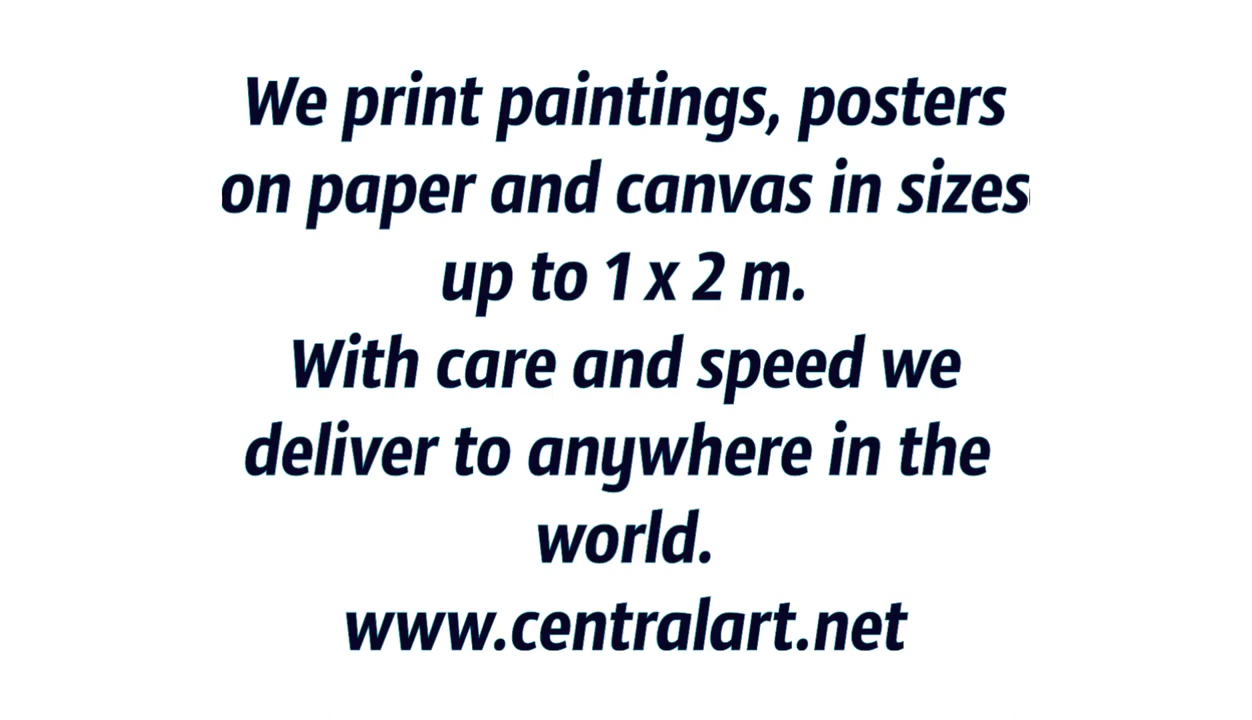 We print paintings, posters
on paper and canvas in sizes
up to 1 x 2 m.
With care and speed we
deliver to anywhere in the
world.
www.centralart.net